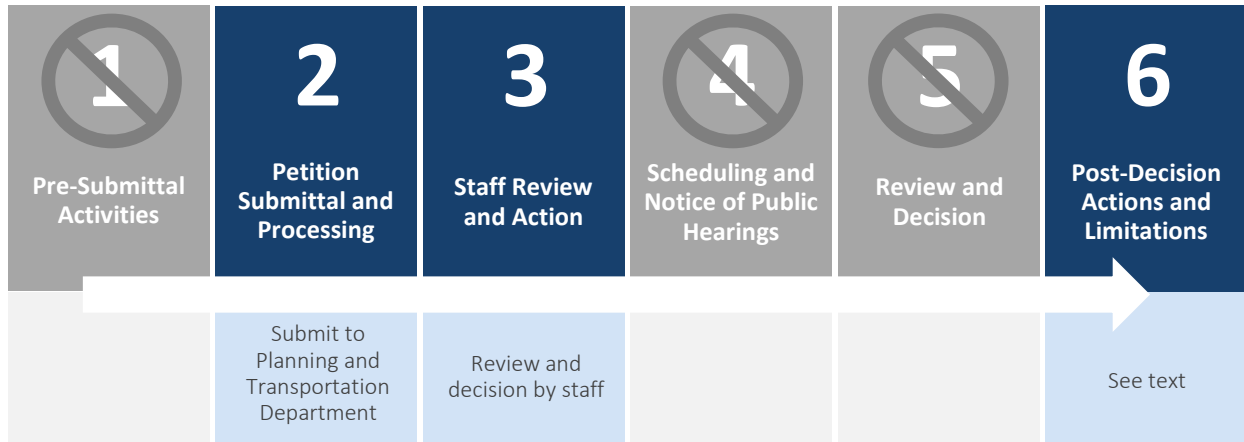 1
Pre-Submittal
Activities
2
Petition
Submittal and
Processing
Submit to
Planning and
Transportation
Department
3
Staff Review
and Action
Review and
decision by staff
4
Scheduling and
Notice of Public
Hearings
5
Review and
Decision
6
Post-Decision
Actions and
Limitations
See text